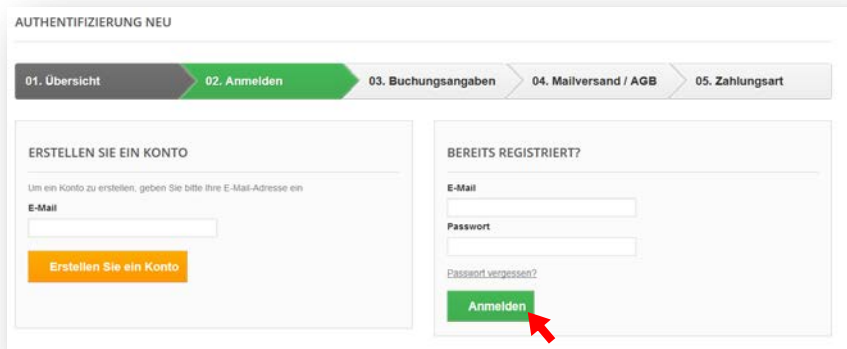 AUTHENTIFIZIERUNG NEU
01. Übersicht
02. Anmelden
03. Buchungsangaben
04. Mailversand / AGB
05. Zahlungsart
ERSTELLEN SIE EIN KONTO
Um ein Konto zu erstellen, geben Sie bitte Ihre E-Mail-Adresse ein
E-Mail
Erstellen Sie ein Konto
BEREITS REGISTRIERT?
E-Mail
Passwort
Passwort vergessen?
Anmelden